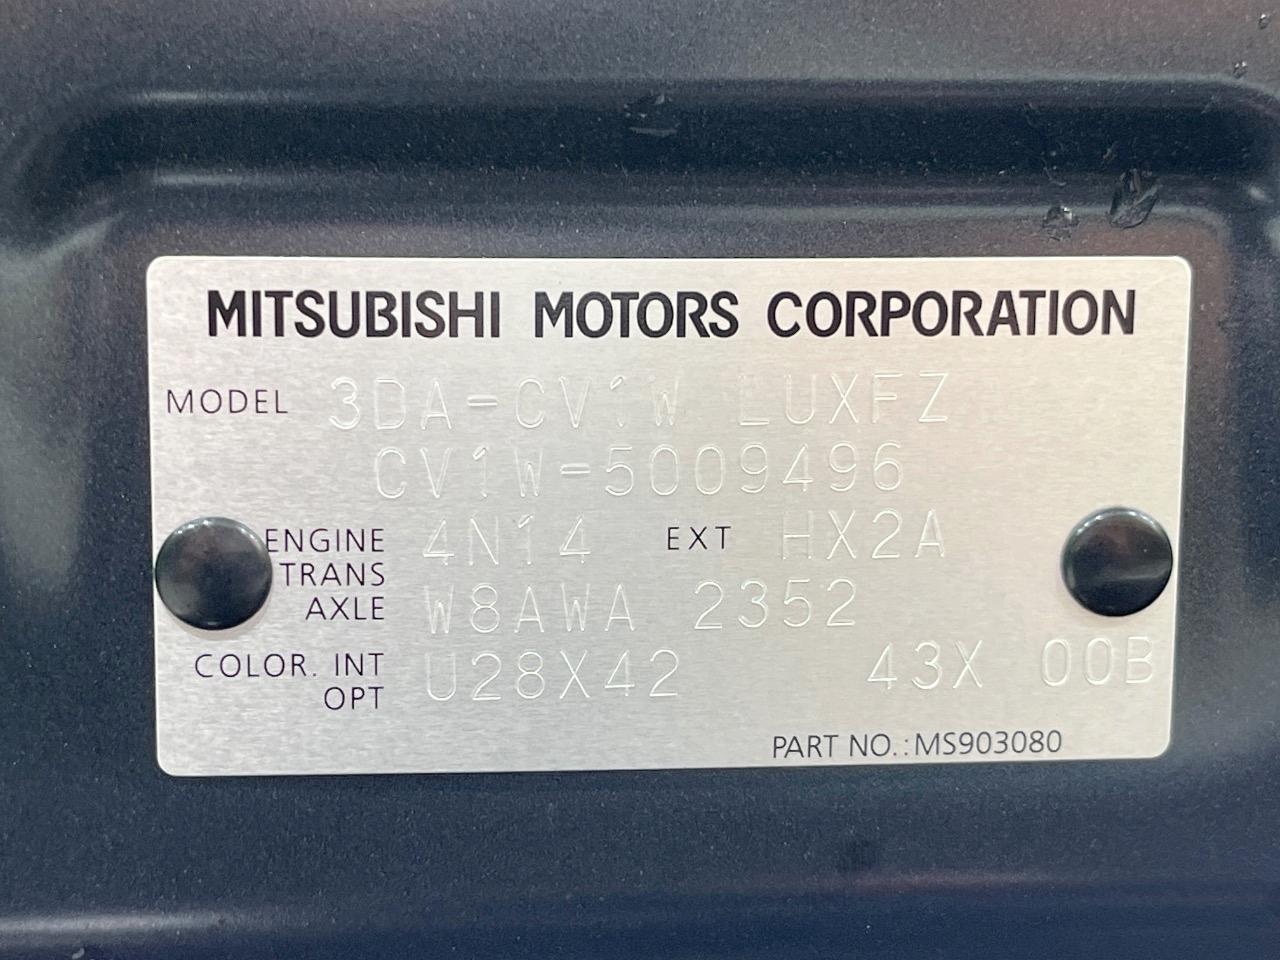 MITSUBISHI MOTORS CORPORATION
MODEL 3DA-CV1W LUXFZ
CV1W-5009496
ENGINE 4N14 EXT HX2A
TRANS
AXLE W8AWA 2352
COLOR. INT U28X42 43X 00B
OPT
PART NO.:MS903080